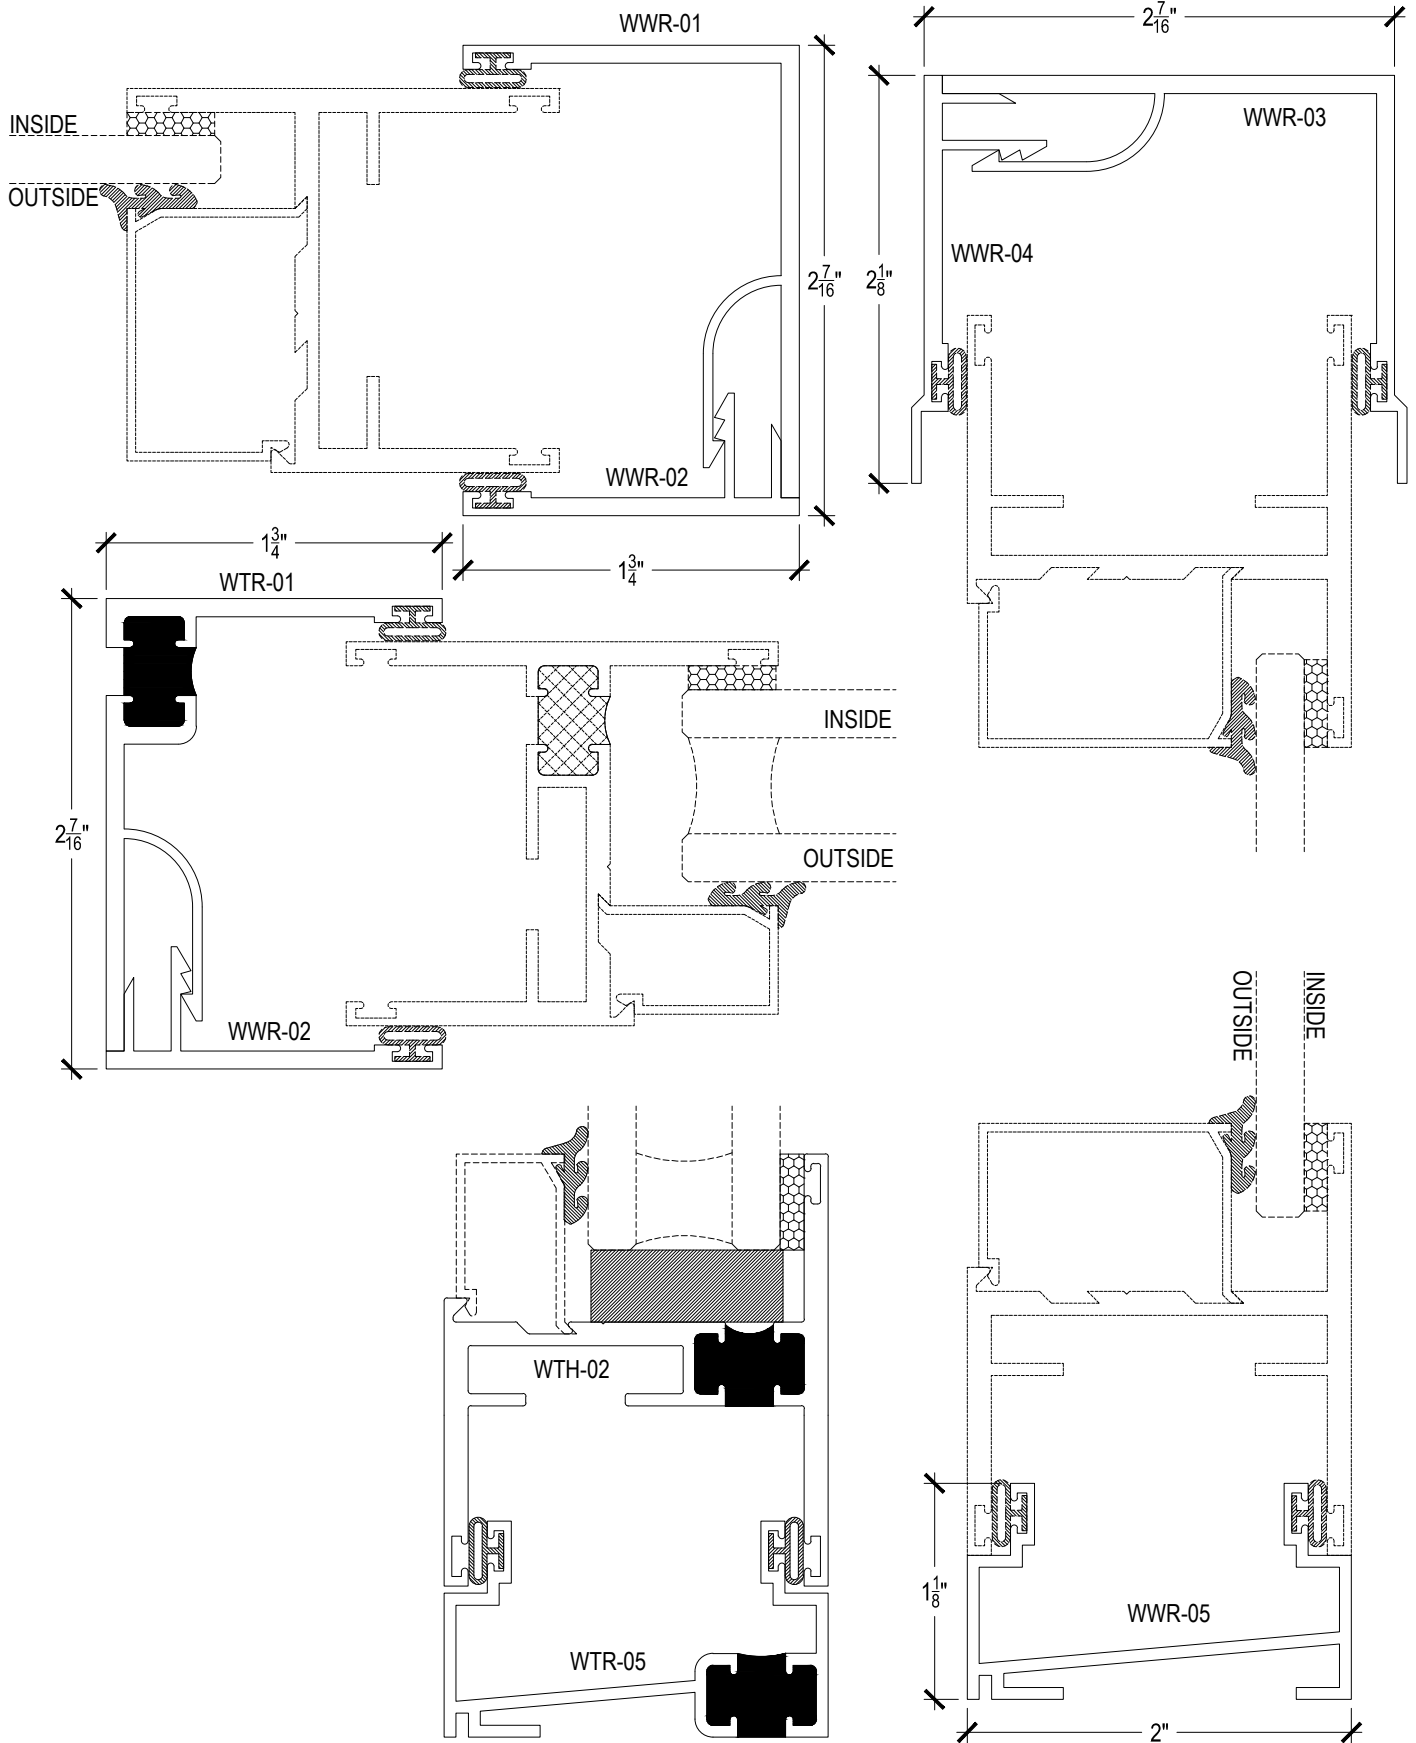 WWR-01
2 7/16"
INSIDE
OUTSIDE
WWR-03
WWR-04
2 7/16"
2 1/8"
WWR-02
1 3/4"
1 3/4"
WTR-01
INSIDE
2 7/16"
OUTSIDE
WWR-02
OUTSIDE
INSIDE
WTH-02
1 1/8"
WWR-05
WTR-05
2"